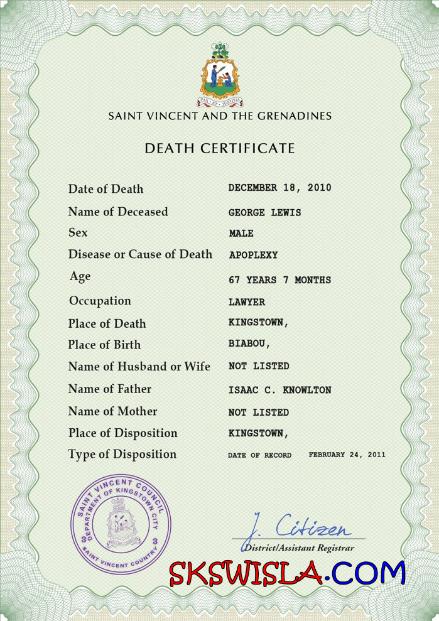 SAINT VINCENT AND THE GRENADINES
DEATH CERTIFICATE
Date of Death DECEMBER 18, 2010
Name of Deceased GEORGE LEWIS
Sex MALE
Disease or Cause of Death APOPLEXY
Age 67 YEARS 7 MONTHS
Occupation LAWYER
Place of Death KINGSTOWN,
Place of Birth BIABOU,
Name of Husband or Wife NOT LISTED
Name of Father ISAAC C. KNOWLTON
Name of Mother NOT LISTED
Place of Disposition KINGSTOWN,
Type of Disposition DATE OF RECORD FEBRUARY 24, 2011
SAINT VINCENT COUNCIL
DEPARTMENT OF KINGSTOWN CITY
SAINT VINCENT COUNTRY
J. Citizen
District/Assistant Registrar
SKSWISLA.COM